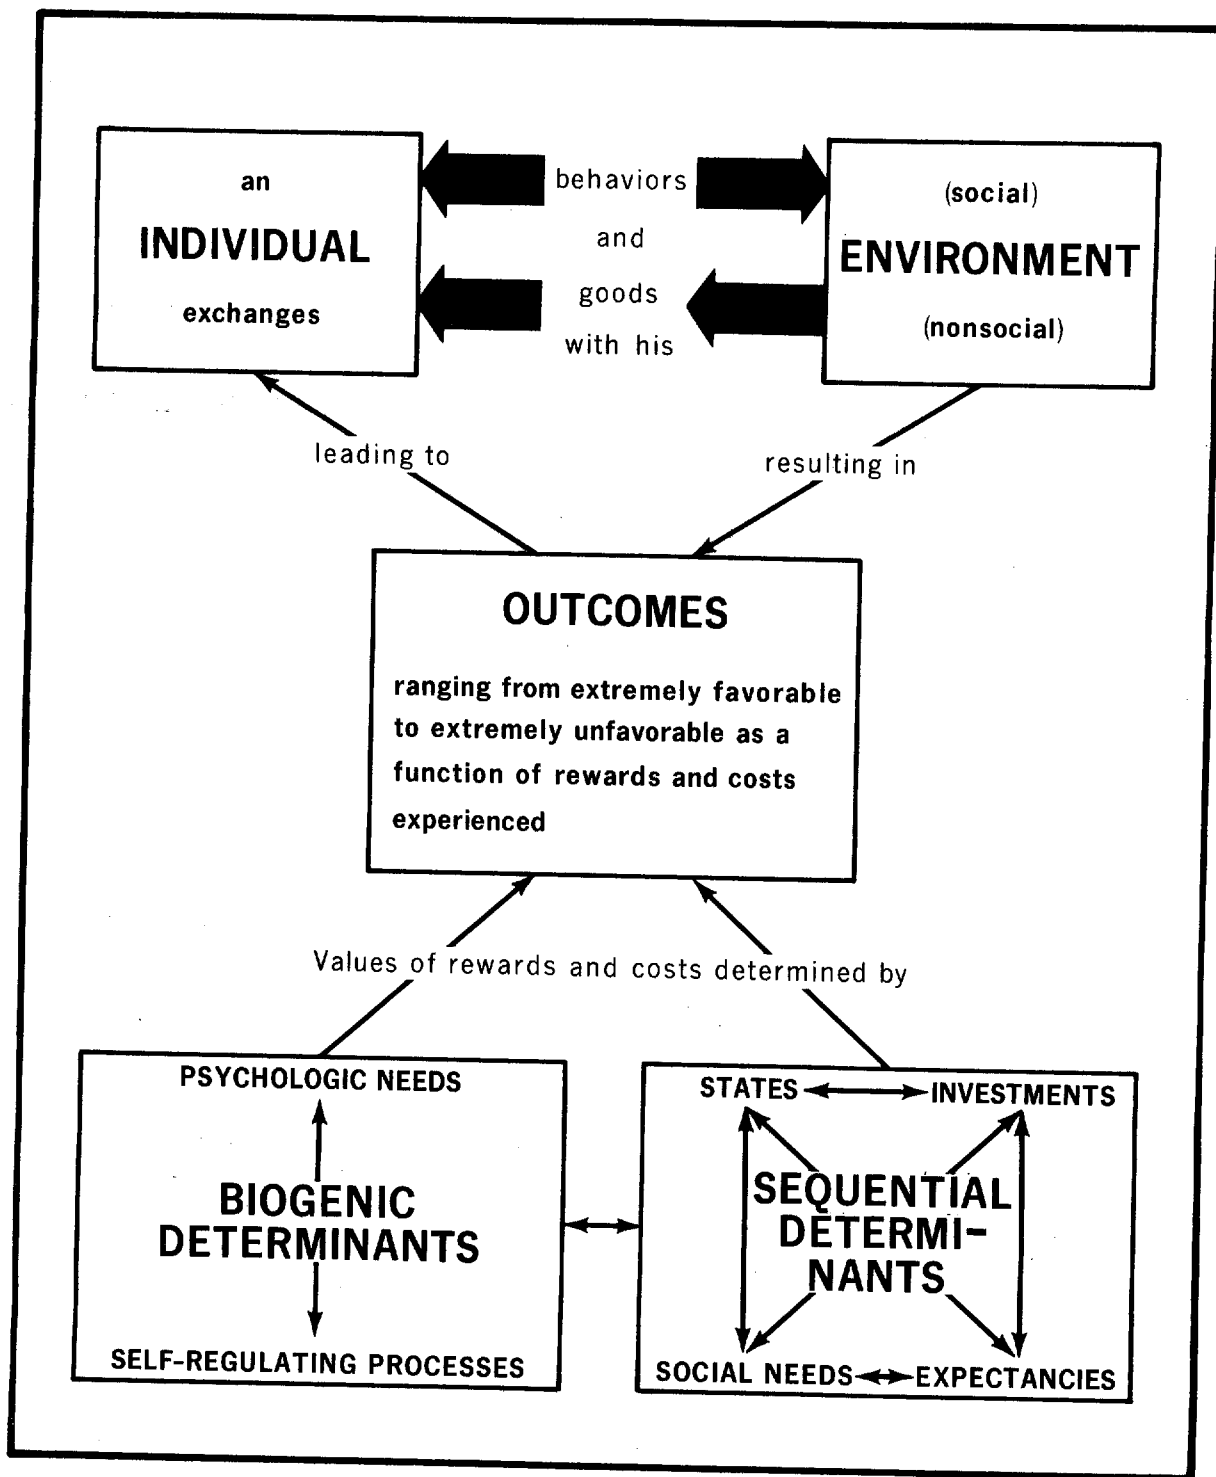 an
INDIVIDUAL
exchanges
behaviors
and
goods
with his
(social)
ENVIRONMENT
(nonsocial)
leading to
resulting in
OUTCOMES
ranging from extremely favorable
to extremely unfavorable as a
function of rewards and costs
experienced
Values of rewards and costs determined by
PSYCHOLOGIC NEEDS
BIOGENIC
DETERMINANTS
SELF-REGULATING PROCESSES
STATES
INVESTMENTS
SEQUENTIAL
DETERMI-
NANTS
SOCIAL NEEDS
EXPECTANCIES